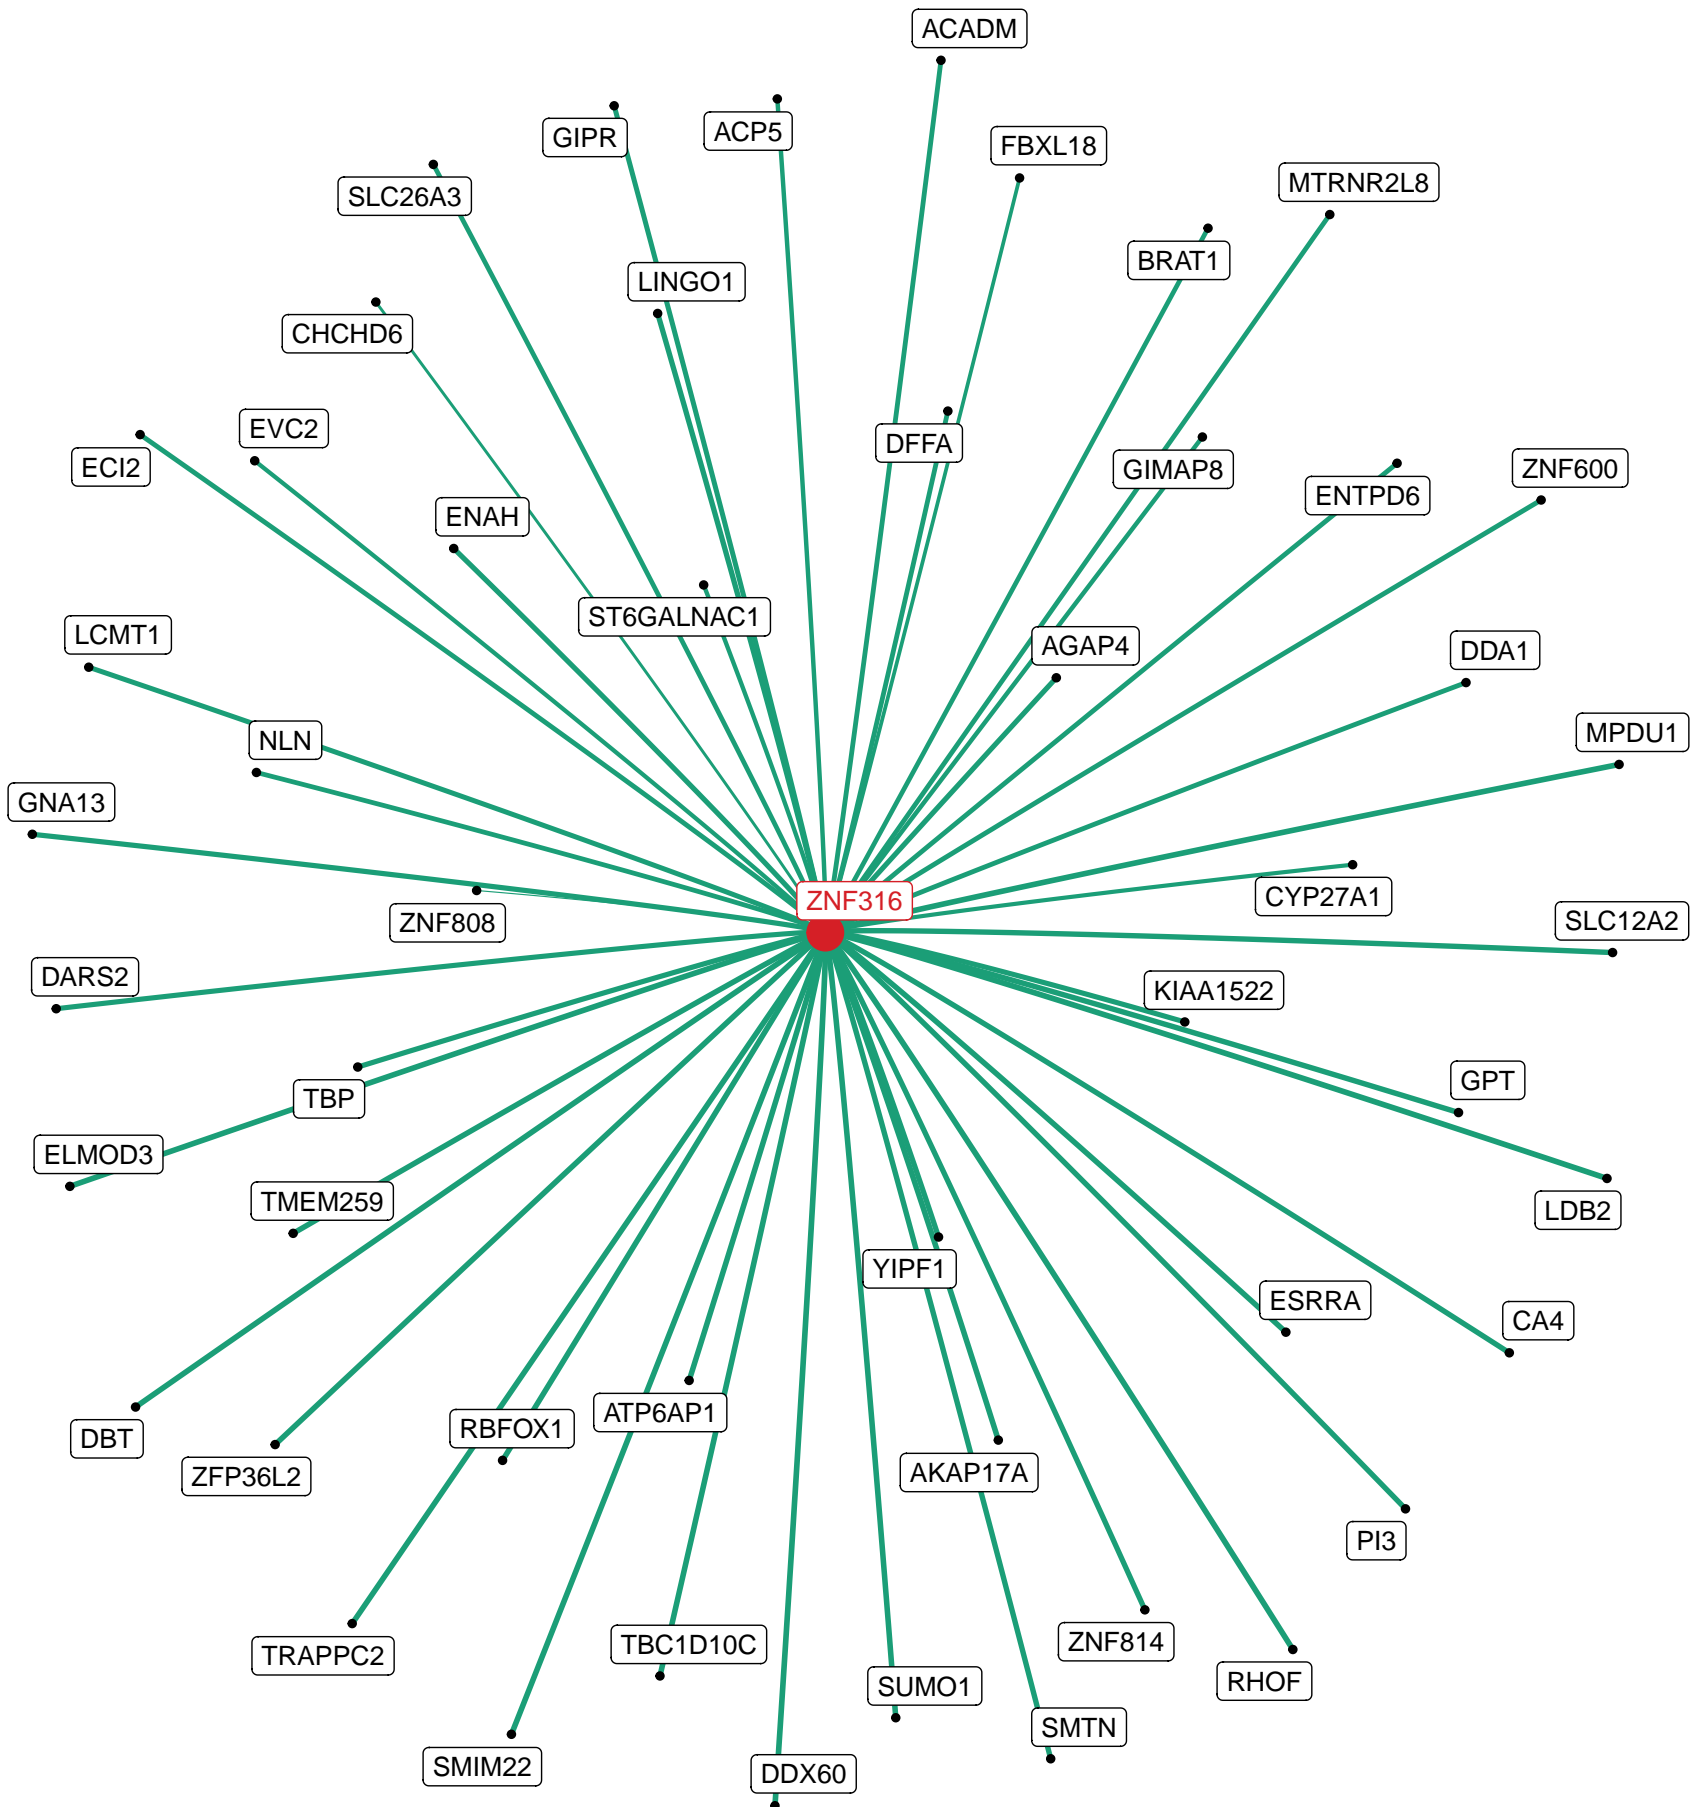 ACADM
ACP5
GIPR
FBXL18
MTRNR2L8
SLC26A3
BRAT1
LINGO1
CHCHD6
EVC2
DFFA
ECI2
GIMAP8
ZNF600
ENTPD6
ENAH
ST6GALNAC1
LCMT1
AGAP4
DDA1
NLN
MPDU1
GNA13
CYP27A1
ZNF316
ZNF808
SLC12A2
DARS2
KIAA1522
GPT
TBP
ELMOD3
TMEM259
LDB2
YIPF1
ESRRA
CA4
ATP6AP1
RBFOX1
DBT
ZFP36L2
AKAP17A
PI3
ZNF814
TBC1D10C
TRAPPC2
RHOF
SUMO1
SMTN
SMIM22
DDX60